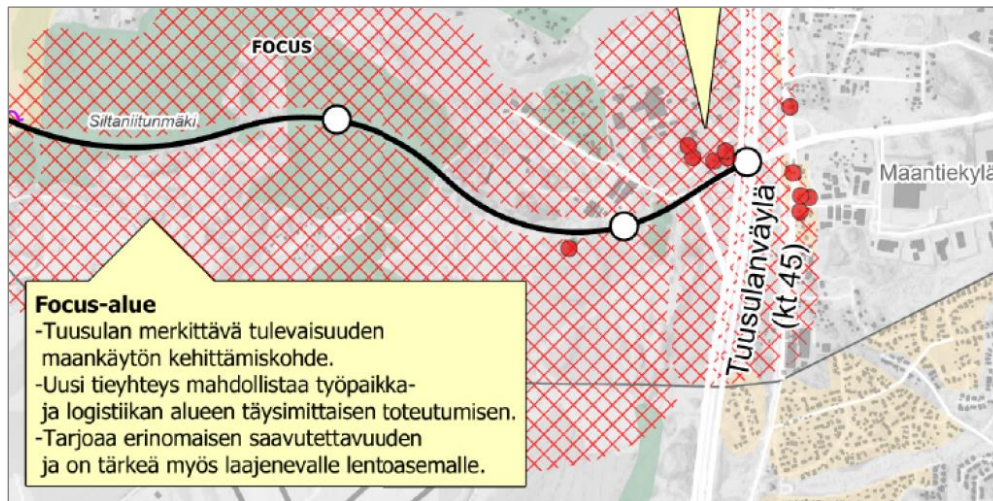 FOCUS
Siltaniitunmäki
Maantiekylä
Tuusulanväylä
(kt 45)
Focus-alue
-Tuusulan merkittävä tulevaisuuden
maankäytön kehittämiskohde.
-Uusi tieyhteys mahdollistaa työpaikka-
ja logistiikan alueen täysimittaisen toteutumisen.
-Tarjoaa erinomaisen saavutettavuuden
ja on tärkeä myös laajenevalle lentoasemalle.